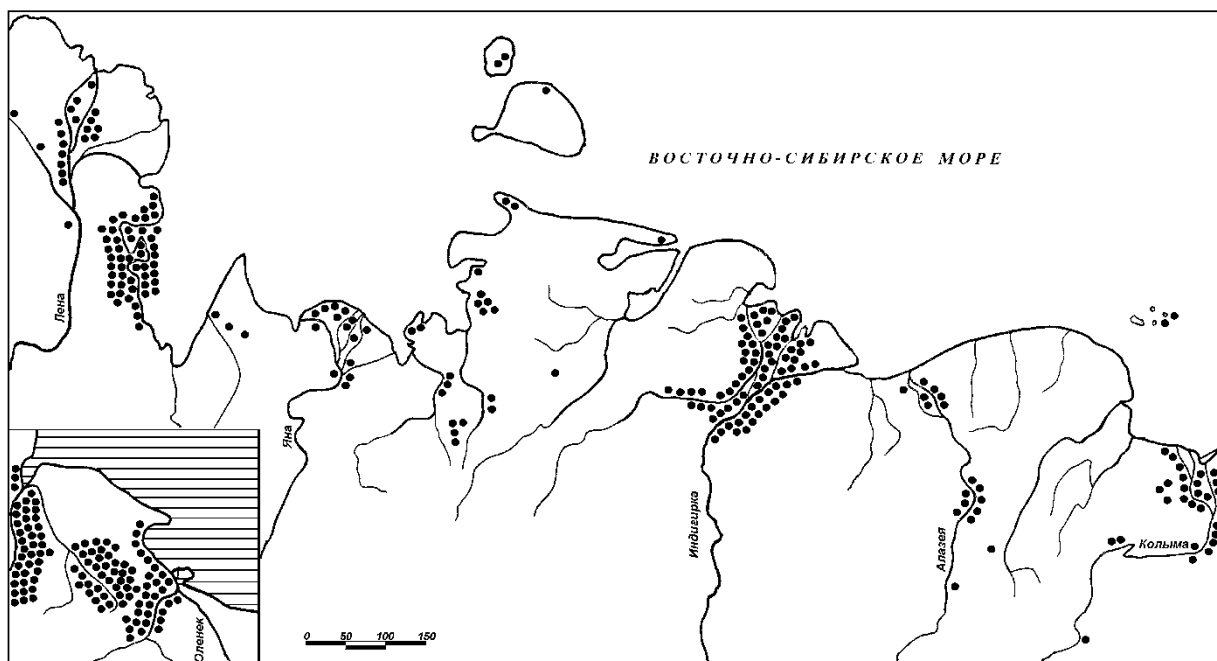 ВОСТОЧНО-СИБИРСКОЕ МОРЕ
Лена
Яна
Индигирка
Алазея
Колыма
Оленек
0 50 100 150